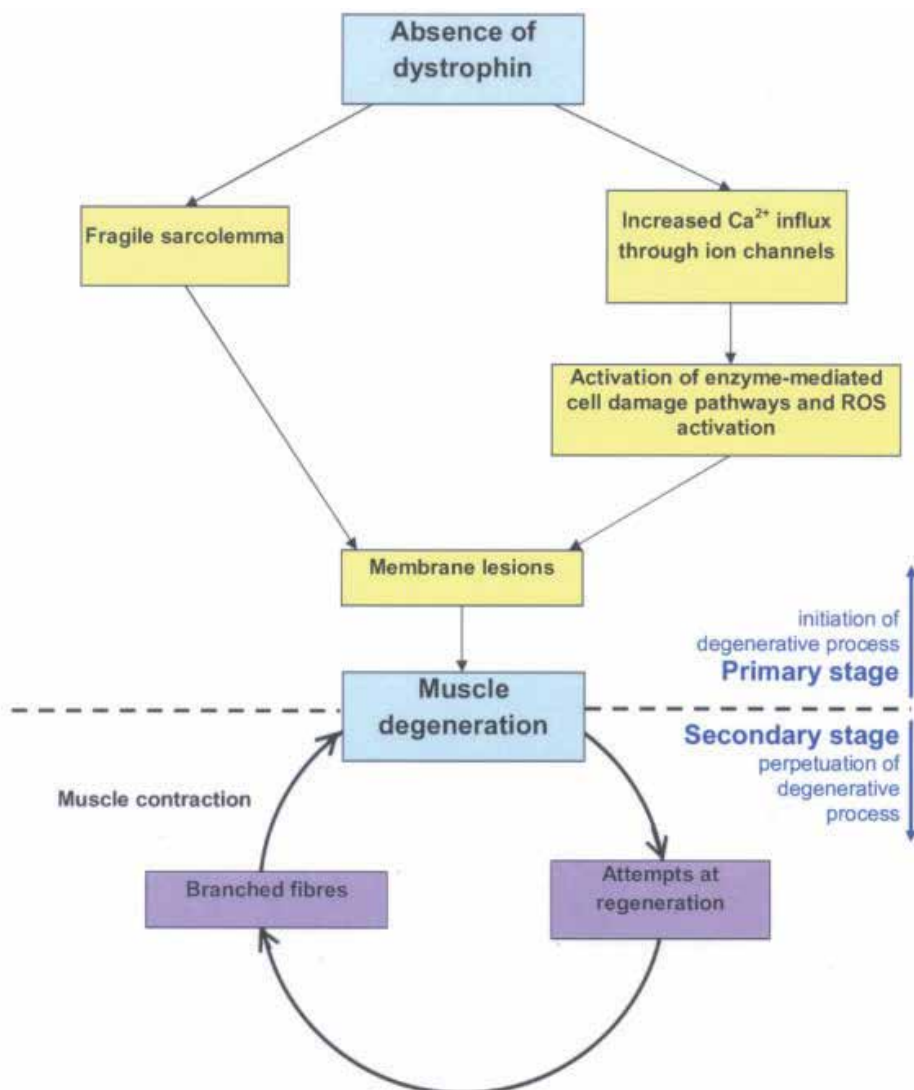 Absence of
dystrophin
Fragile sarcolemma
Increased Ca²⁺ influx
through ion channels
Activation of enzyme-mediated
cell damage pathways and ROS
activation
Membrane lesions
initiation of
degenerative process
Primary stage
Muscle
degeneration
Secondary stage
perpetuation of
degenerative
process
Muscle contraction
Branched fibres
Attempts at
regeneration